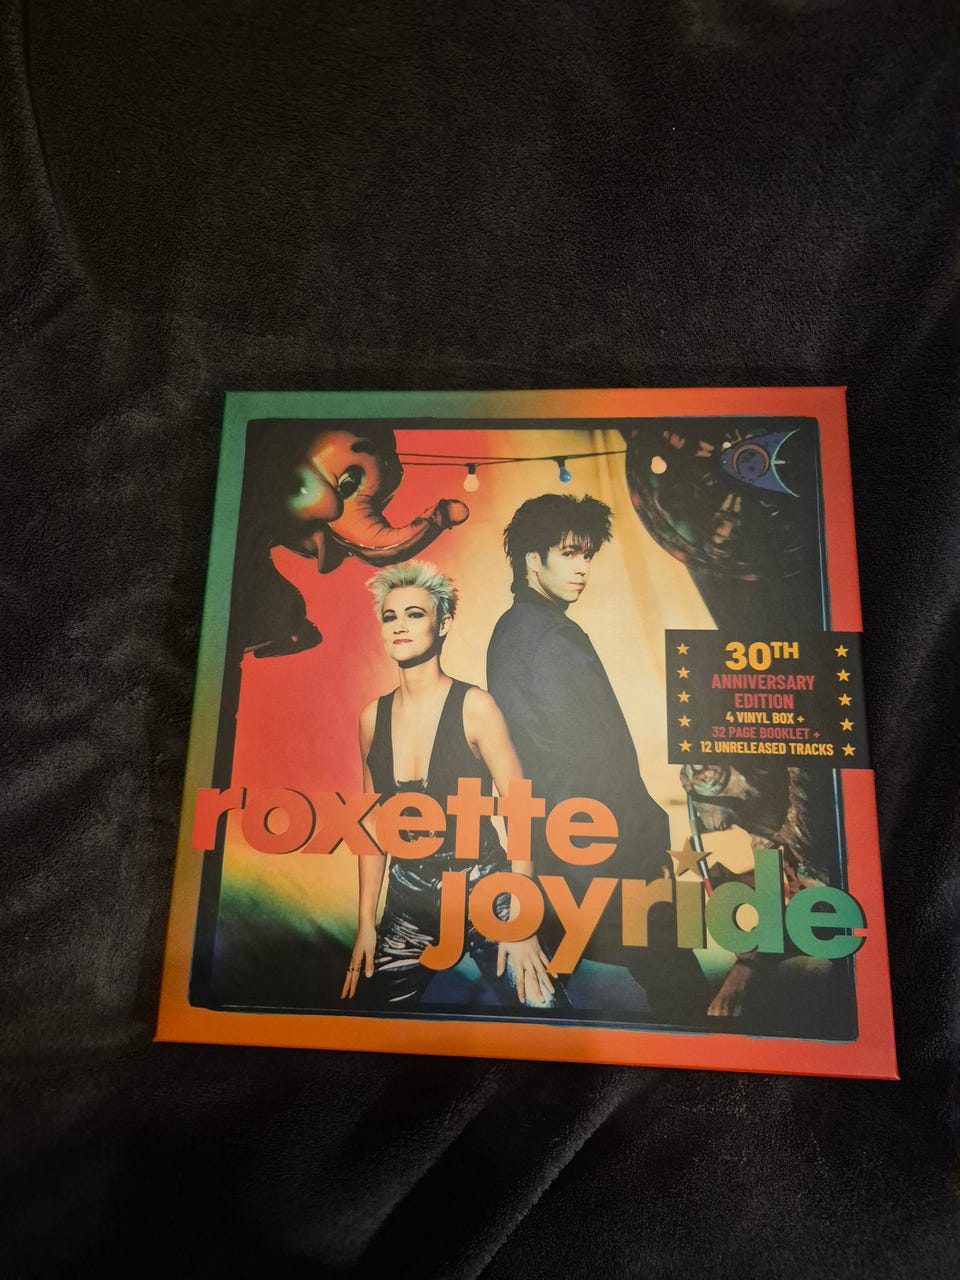 30TH
ANNIVERSARY
EDITION
4 VINYL BOX +
32 PAGE BOOKLET +
12 UNRELEASED TRACKS
roxette
joyride